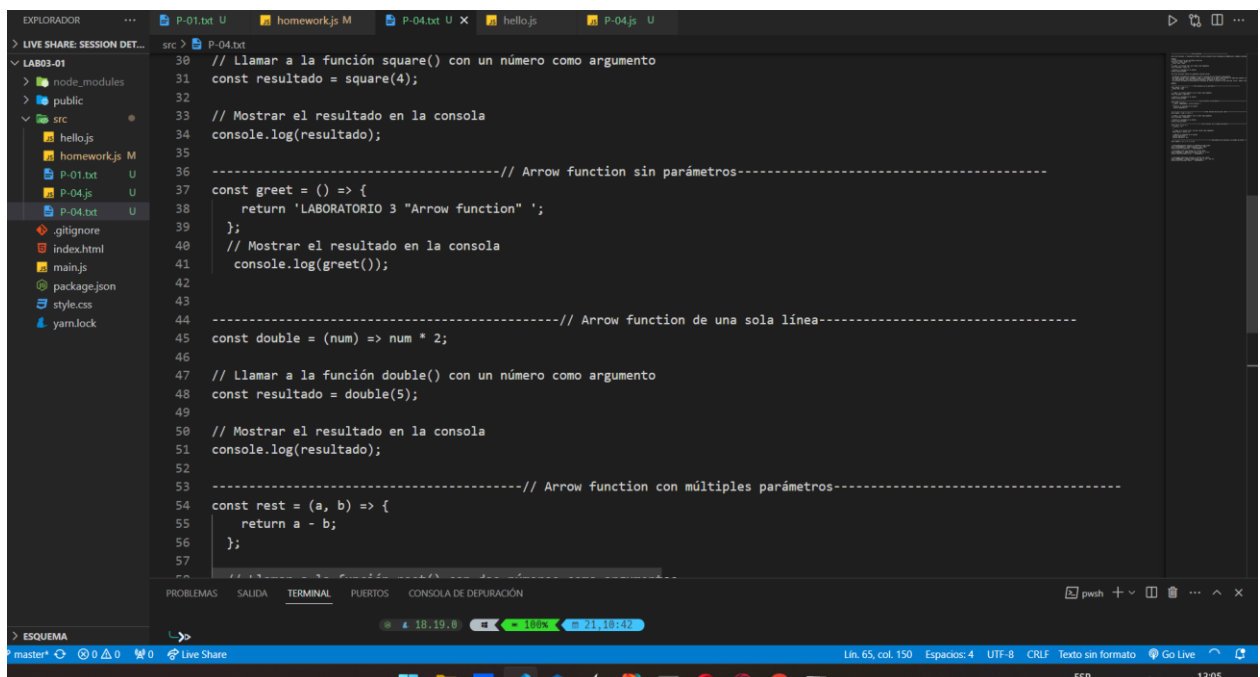 EXPLORADOR ···
P-01.txt U homework.js M P-04.txt U hello.js P-04.js U
LIVE SHARE: SESSION DET...
src > P-04.txt
LAB03-01
node_modules
public
src
hello.js
homework.js M
P-01.txt U
P-04.js U
P-04.txt U
.gitignore
index.html
main.js
package.json
style.css
yarn.lock
ESQUEMA
30 // Llamar a la función square() con un número como argumento
31 const resultado = square(4);
32
33 // Mostrar el resultado en la consola
34 console.log(resultado);
35
36 -------------------------------------// Arrow function sin parámetros----------------------------------------
37 const greet = () => {
38 return 'LABORATORIO 3 "Arrow function" ';
39 };
40 // Mostrar el resultado en la consola
41 console.log(greet());
42
43
44 ---------------------------------------------// Arrow function de una sola línea---------------------------------
45 const double = (num) => num * 2;
46
47 // Llamar a la función double() con un número como argumento
48 const resultado = double(5);
49
50 // Mostrar el resultado en la consola
51 console.log(resultado);
52
53 ----------------------------------------// Arrow function con múltiples parámetros-------------------------------------
54 const rest = (a, b) => {
55 return a - b;
56 };
57
PROBLEMAS SALIDA TERMINAL PUERTOS CONSOLA DE DEPURACIÓN
pwsh
18.19.0 100% 21,10:42
master* 0 0 0 Live Share
Lín. 65, col. 150 Espacios: 4 UTF-8 CRLF Texto sin formato Go Live